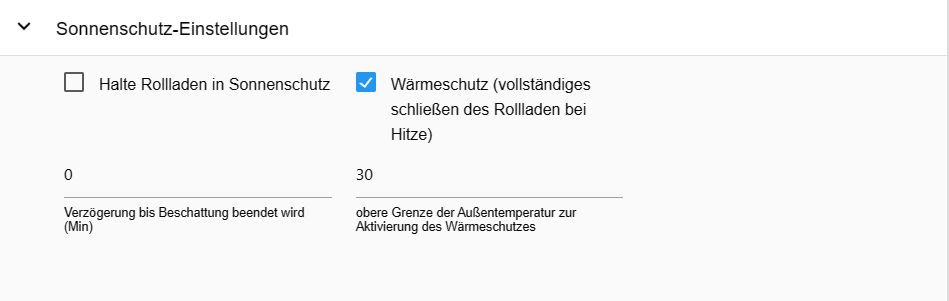 Sonnenschutz-Einstellungen
Halte Rollladen in Sonnenschutz
Wärmeschutz (vollständiges
schließen des Rollladen bei
Hitze)
0
Verzögerung bis Beschattung beendet wird
(Min)
30
obere Grenze der Außentemperatur zur
Aktivierung des Wärmeschutzes